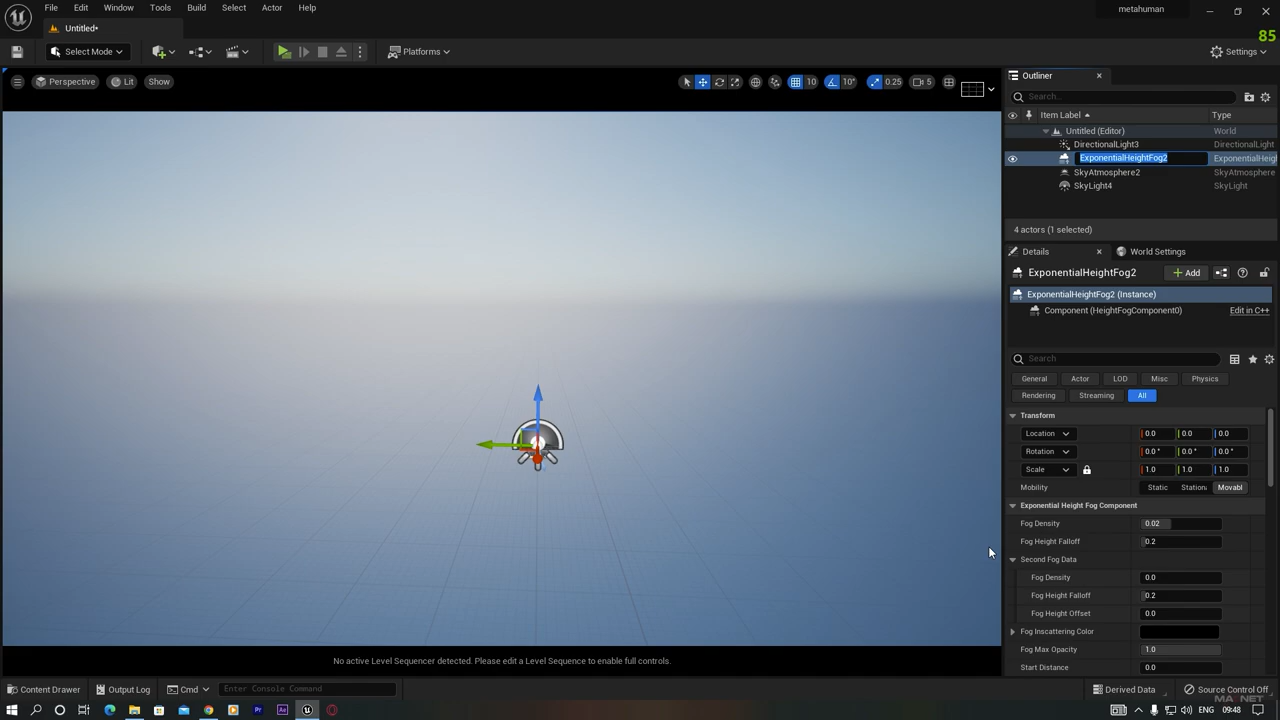 File Edit Window Tools Build Select Actor Help
metahuman
Untitled*
85
Select Mode
Platforms
Settings
Perspective Lit Show
10 10° 0.25 5
Outliner
Search...
Item Label Type
Untitled (Editor) World
DirectionalLight3 DirectionalLight
ExponentialHeightFog2 ExponentialHeig
SkyAtmosphere2 SkyAtmosphere
SkyLight4 SkyLight
4 actors (1 selected)
Details World Settings
ExponentialHeightFog2 + Add
ExponentialHeightFog2 (Instance)
Component (HeightFogComponent0) Edit in C++
Search
General Actor LOD Misc Physics
Rendering Streaming All
Transform
Location 0.0 0.0 0.0
Rotation 0.0° 0.0° 0.0°
Scale 1.0 1.0 1.0
Mobility Static Station Movabl
Exponential Height Fog Component
Fog Density 0.02
Fog Height Falloff 0.2
Second Fog Data
Fog Density 0.0
Fog Height Falloff 0.2
Fog Height Offset 0.0
Fog Inscattering Color
Fog Max Opacity 1.0
Start Distance 0.0
No active Level Sequencer detected. Please edit a Level Sequence to enable full controls.
Content Drawer Output Log Cmd Enter Console Command Derived Data Source Control Off
ENG 09:48